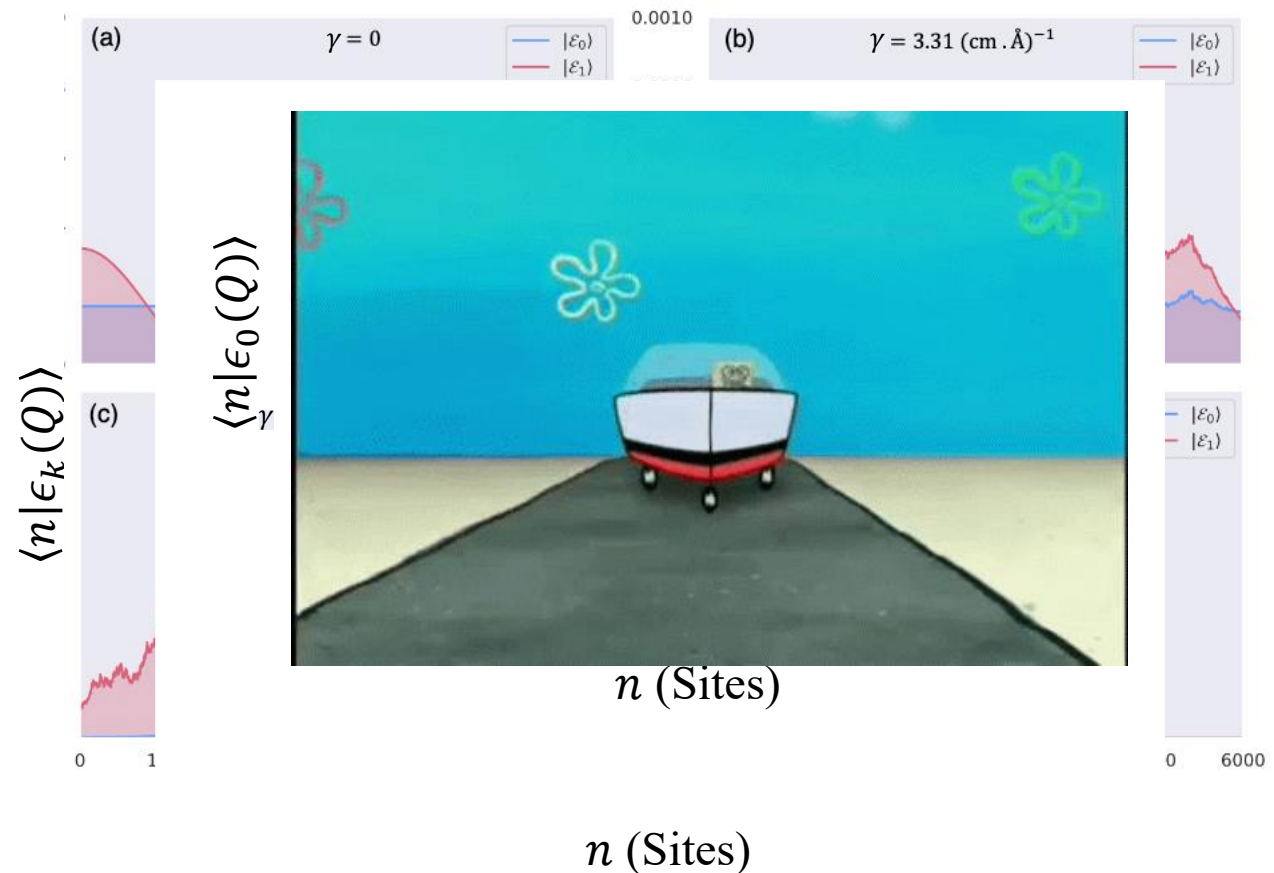 (a)
γ = 0
|ℰ₀⟩
|ℰ₁⟩
0.0010
(b)
γ = 3.31 (cm . Å)⁻¹
|ℰ₀⟩
|ℰ₁⟩
⟨n|ϵₖ(Q)⟩
⟨n|ϵ₀(Q)⟩
γ
(c)
|ℰ₀⟩
|ℰ₁⟩
n (Sites)
0
1
0
6000
n (Sites)